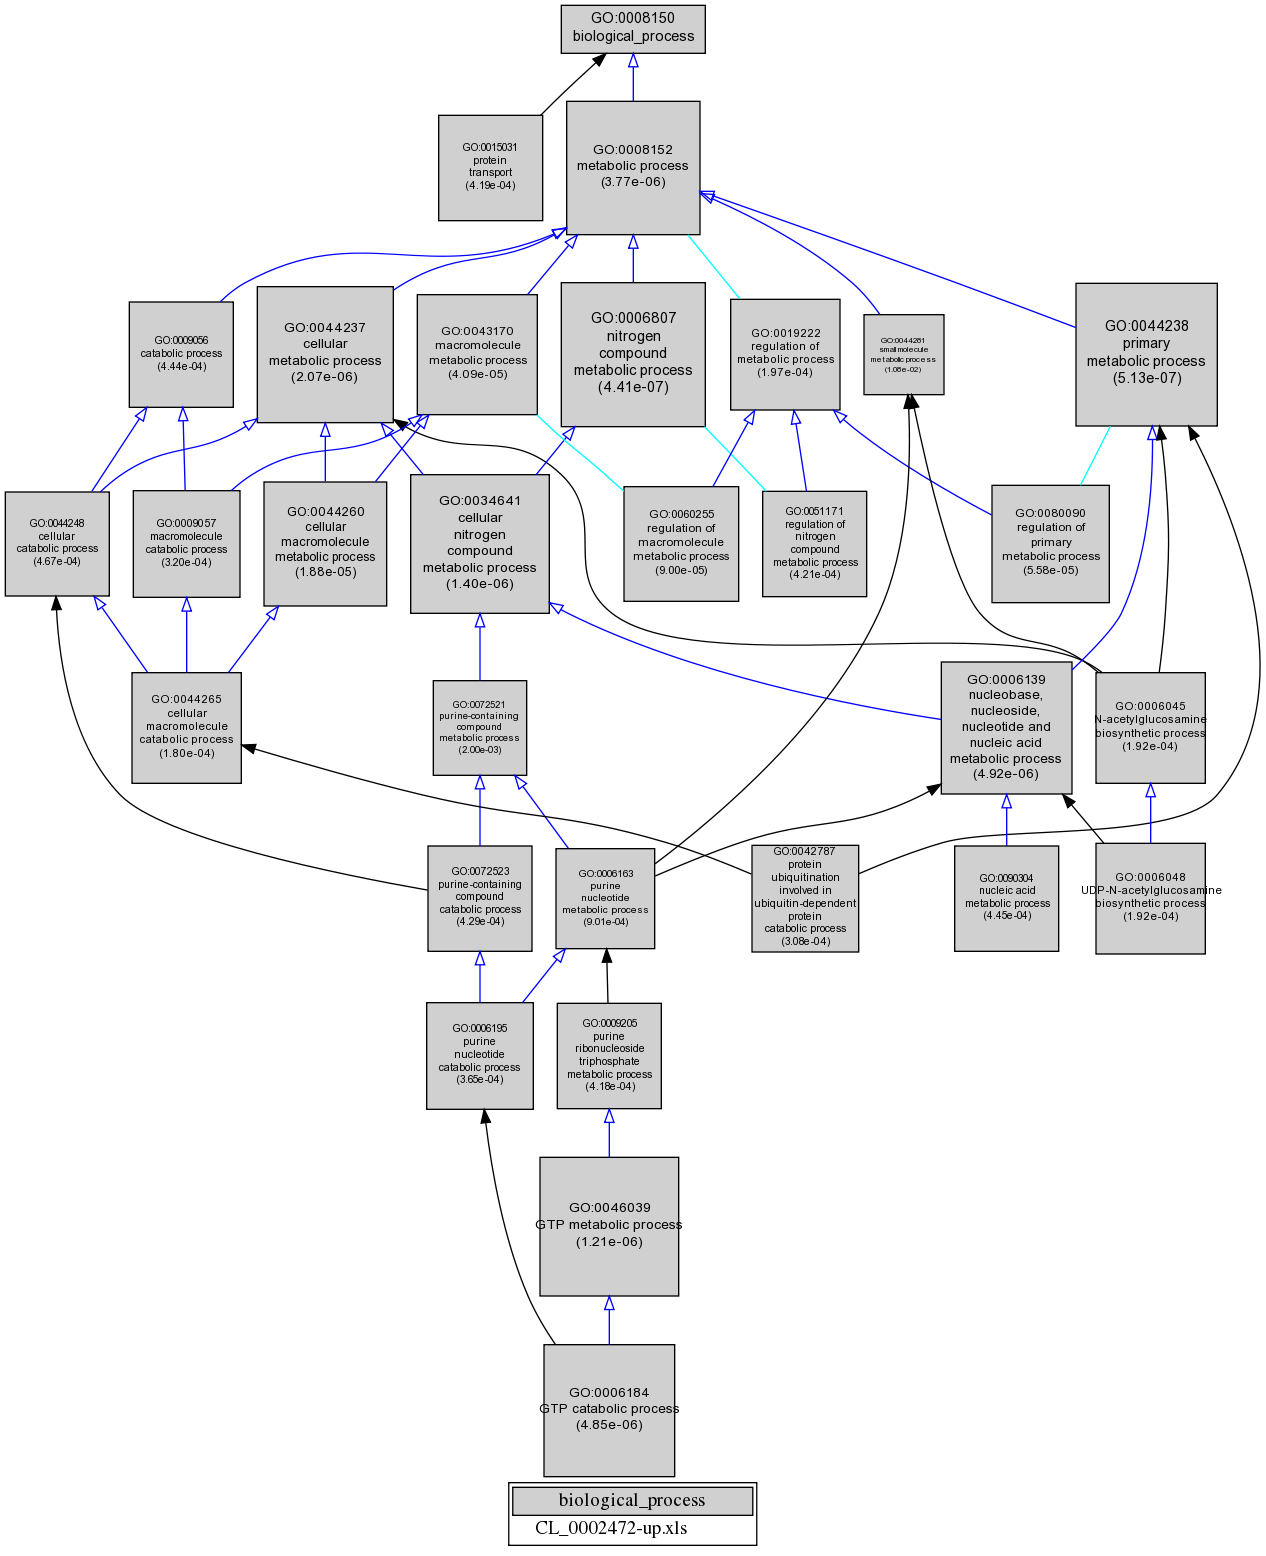 GO:0008150
biological_process
GO:0015031
protein
transport
(4.19e-04)
GO:0008152
metabolic process
(3.77e-06)
GO:0009056
catabolic process
(4.44e-04)
GO:0044237
cellular
metabolic process
(2.07e-06)
GO:0043170
macromolecule
metabolic process
(4.09e-05)
GO:0006807
nitrogen
compound
metabolic process
(4.41e-07)
GO:0019222
regulation of
metabolic process
(1.97e-04)
GO:0044281
small molecule
metabolic process
(1.08e-02)
GO:0044238
primary
metabolic process
(5.13e-07)
GO:0044248
cellular
catabolic process
(4.67e-04)
GO:0009057
macromolecule
catabolic process
(3.20e-04)
GO:0044260
cellular
macromolecule
metabolic process
(1.88e-05)
GO:0034641
cellular
nitrogen
compound
metabolic process
(1.40e-06)
GO:0060255
regulation of
macromolecule
metabolic process
(9.00e-05)
GO:0051171
regulation of
nitrogen
compound
metabolic process
(4.21e-04)
GO:0080090
regulation of
primary
metabolic process
(5.58e-05)
GO:0044265
cellular
macromolecule
catabolic process
(1.80e-04)
GO:0072521
purine-containing
compound
metabolic process
(2.00e-03)
GO:0006139
nucleobase,
nucleoside,
nucleotide and
nucleic acid
metabolic process
(4.92e-06)
GO:0006045
N-acetylglucosamine
biosynthetic process
(1.92e-04)
GO:0072523
purine-containing
compound
catabolic process
(4.29e-04)
GO:0006163
purine
nucleotide
metabolic process
(9.01e-04)
GO:0042787
protein
ubiquitination
involved in
ubiquitin-dependent
protein
catabolic process
(3.08e-04)
GO:0090304
nucleic acid
metabolic process
(4.45e-04)
GO:0006048
UDP-N-acetylglucosamine
biosynthetic process
(1.92e-04)
GO:0006195
purine
nucleotide
catabolic process
(3.65e-04)
GO:0009205
purine
ribonucleoside
triphosphate
metabolic process
(4.18e-04)
GO:0046039
GTP metabolic process
(1.21e-06)
GO:0006184
GTP catabolic process
(4.85e-06)
biological_process
CL_0002472-up.xls